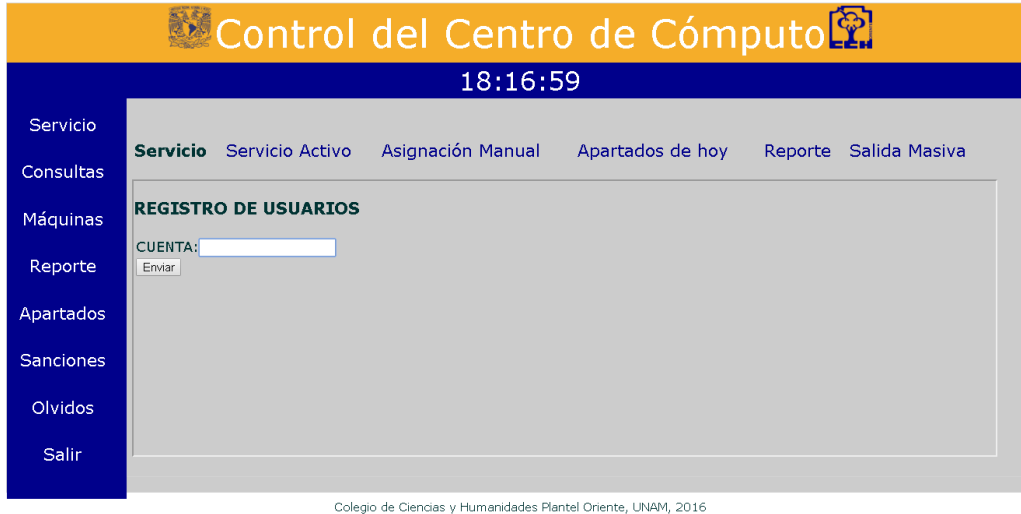 Control del Centro de Cómputo
CCH
18:16:59
Servicio
Consultas
Máquinas
Reporte
Apartados
Sanciones
Olvidos
Salir
Servicio Servicio Activo Asignación Manual Apartados de hoy Reporte Salida Masiva
REGISTRO DE USUARIOS
CUENTA:
Enviar
Colegio de Ciencias y Humanidades Plantel Oriente, UNAM, 2016